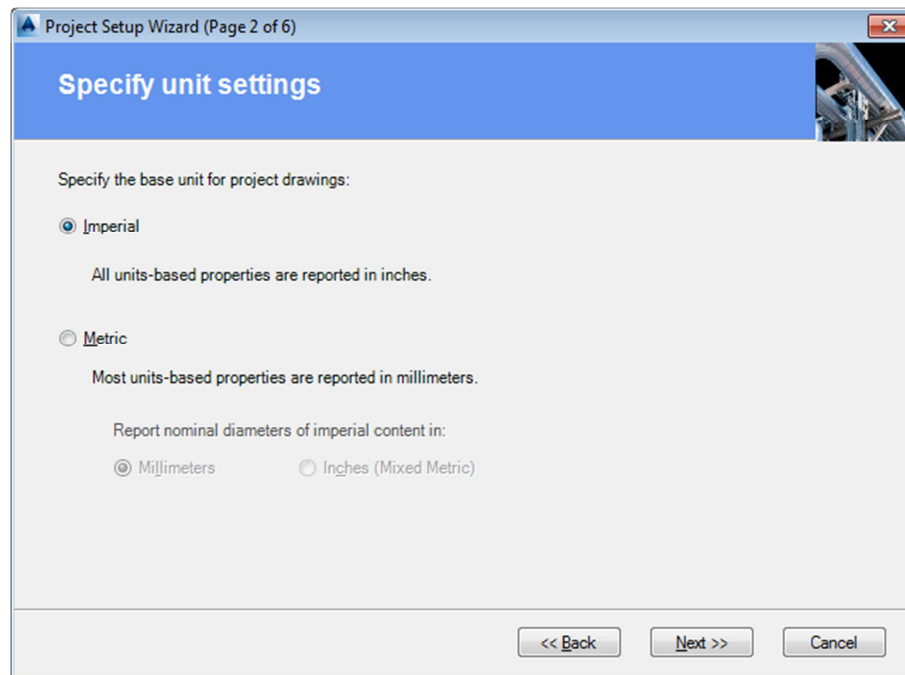 Project Setup Wizard (Page 2 of 6)
Specify unit settings
Specify the base unit for project drawings:
Imperial
All units-based properties are reported in inches.
Metric
Most units-based properties are reported in millimeters.
Report nominal diameters of imperial content in:
Millimeters Inches (Mixed Metric)
<< Back Next >> Cancel